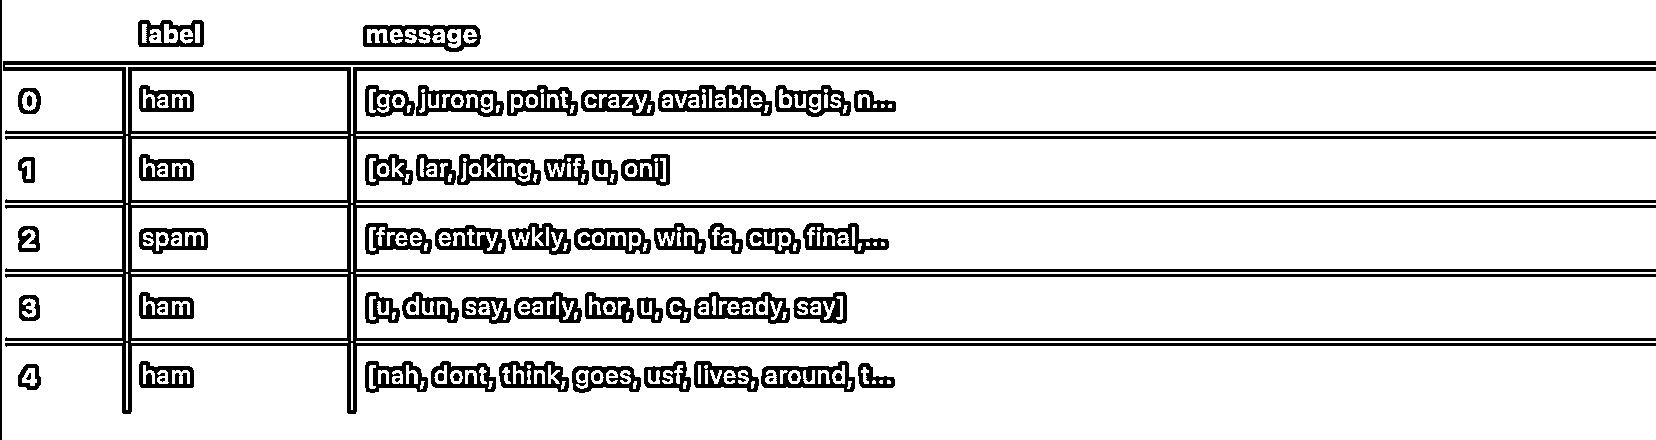 label message
0 ham [go, jurong, point, crazy, available, bugis, n...
1 ham [ok, lar, joking, wif, u, oni]
2 spam [free, entry, wkly, comp, win, fa, cup, final,...
3 ham [u, dun, say, early, hor, u, c, already, say]
4 ham [nah, dont, think, goes, usf, lives, around, t...